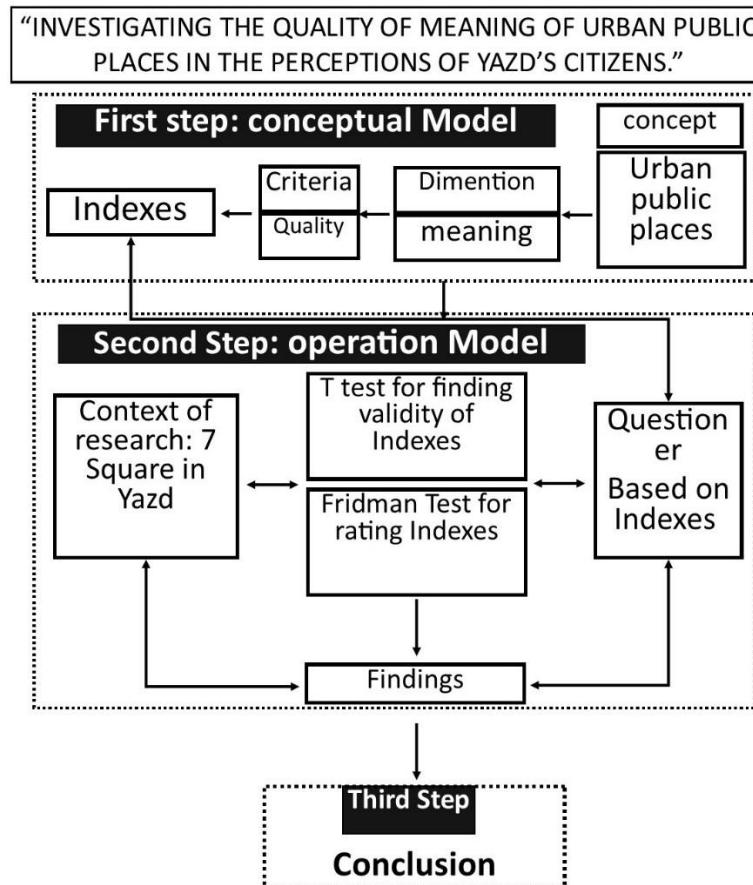 “INVESTIGATING THE QUALITY OF MEANING OF URBAN PUBLIC
PLACES IN THE PERCEPTIONS OF YAZD’S CITIZENS.”
First step: conceptual Model
concept
Urban
public
places
Dimention
meaning
Criteria
Quality
Indexes
Second Step: operation Model
Context of
research: 7
Square in
Yazd
T test for finding
validity of
Indexes
Fridman Test for
rating Indexes
Question
er
Based on
Indexes
Findings
Third Step
Conclusion